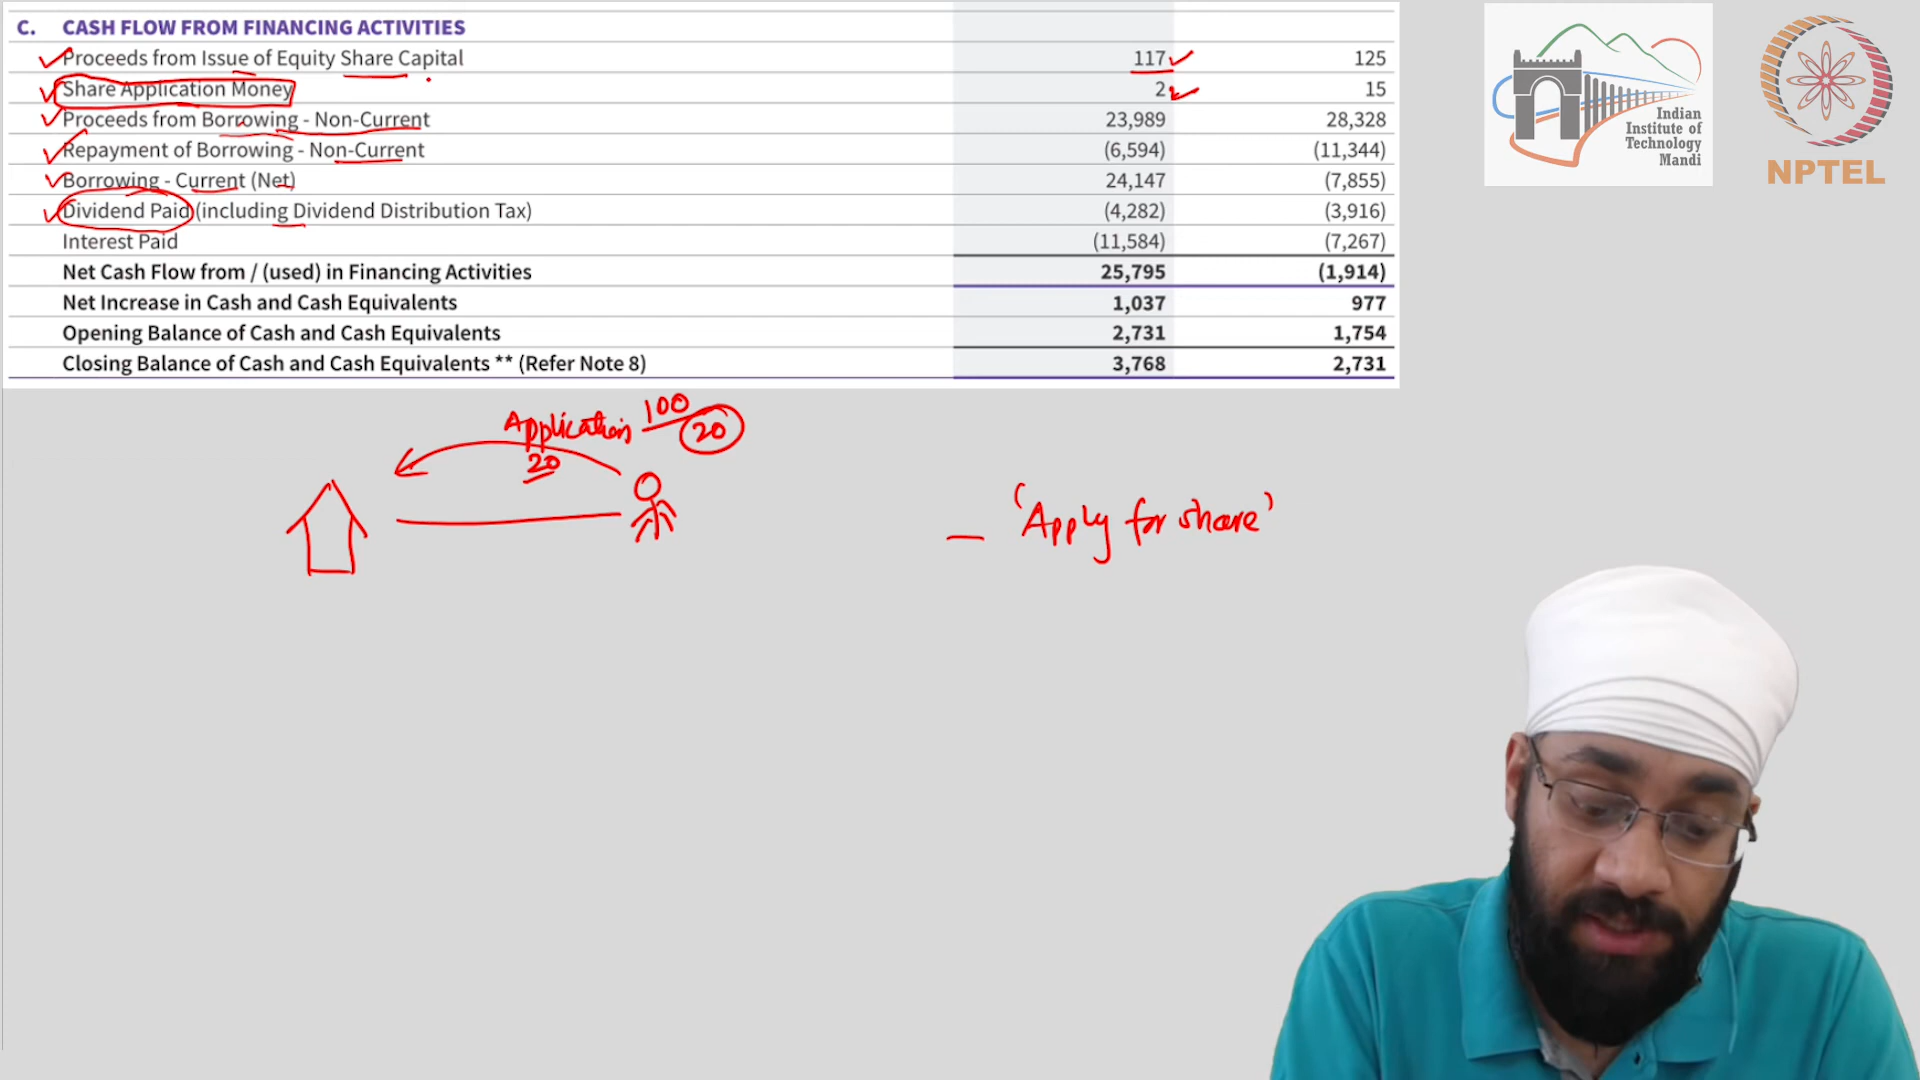 C. CASH FLOW FROM FINANCING ACTIVITIES
Proceeds from Issue of Equity Share Capital 117 125
Share Application Money 2 15
Proceeds from Borrowing - Non-Current 23,989 28,328
Repayment of Borrowing - Non-Current (6,594) (11,344)
Borrowing - Current (Net) 24,147 (7,855)
Dividend Paid (including Dividend Distribution Tax) (4,282) (3,916)
Interest Paid (11,584) (7,267)
Net Cash Flow from / (used) in Financing Activities 25,795 (1,914)
Net Increase in Cash and Cash Equivalents 1,037 977
Opening Balance of Cash and Cash Equivalents 2,731 1,754
Closing Balance of Cash and Cash Equivalents ** (Refer Note 8) 3,768 2,731
Indian
Institute of
Technology
Mandi
NPTEL
Application 100
20
20
- 'Apply for share'